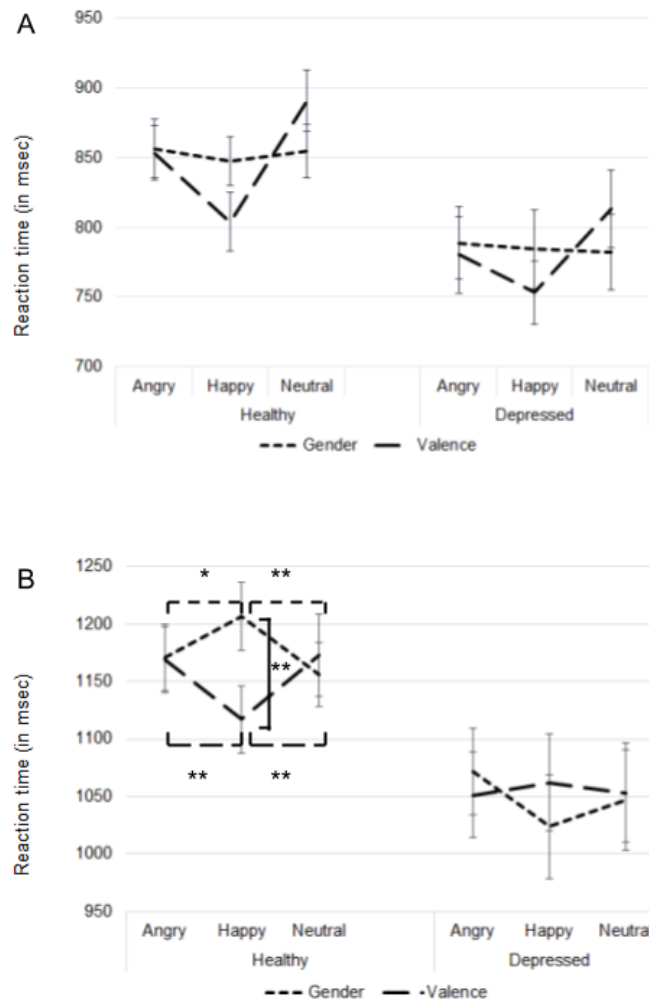 A
950
900
850
800
750
700
Reaction time (in msec)
Angry Happy Neutral Angry Happy Neutral
Healthy Depressed
Gender Valence
B
1250
1200
1150
1100
1050
1000
950
Reaction time (in msec)
* **
**
** **
Angry Happy Neutral Angry Happy Neutral
Healthy Depressed
Gender Valence